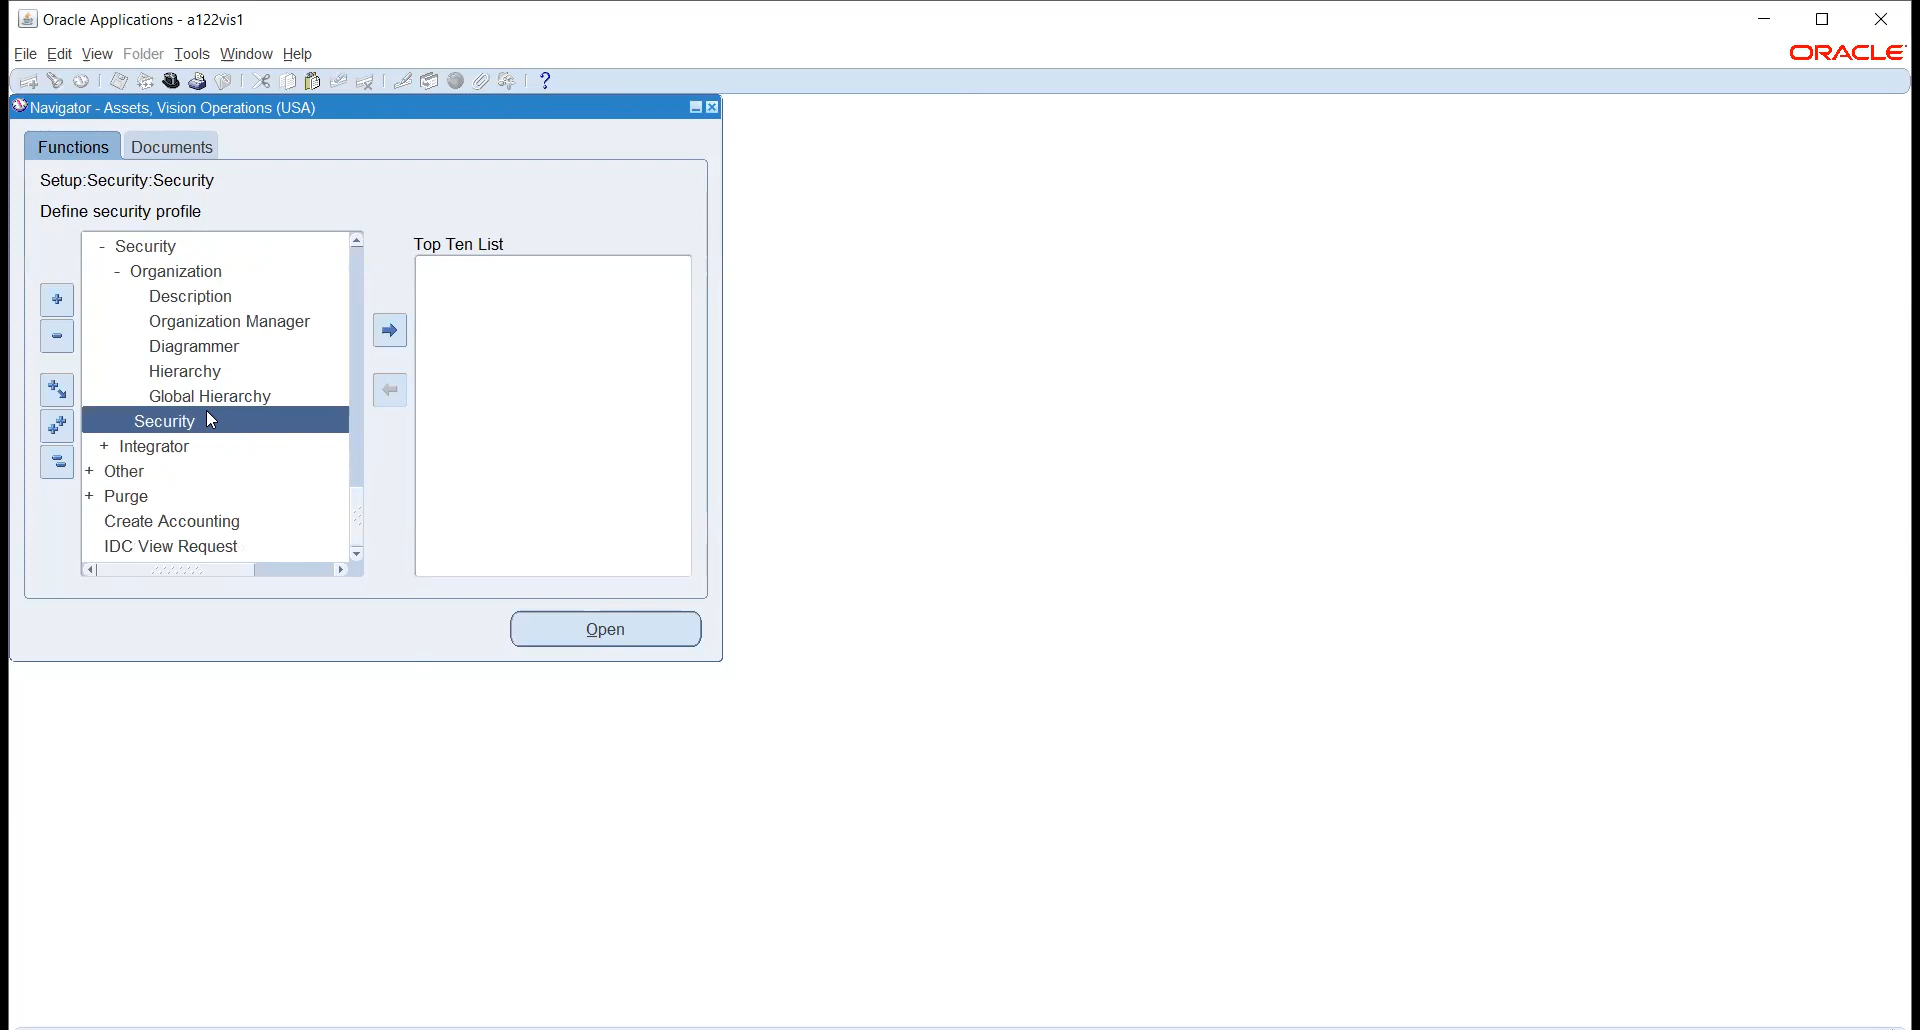 Oracle Applications - a122vis1
File Edit View Folder Tools Window Help
ORACLE
?
Navigator - Assets, Vision Operations (USA)
Functions Documents
Setup:Security:Security
Define security profile
Top Ten List
- Security
- Organization
Description
Organization Manager
Diagrammer
Hierarchy
Global Hierarchy
Security
+ Integrator
+ Other
+ Purge
Create Accounting
IDC View Request
Open